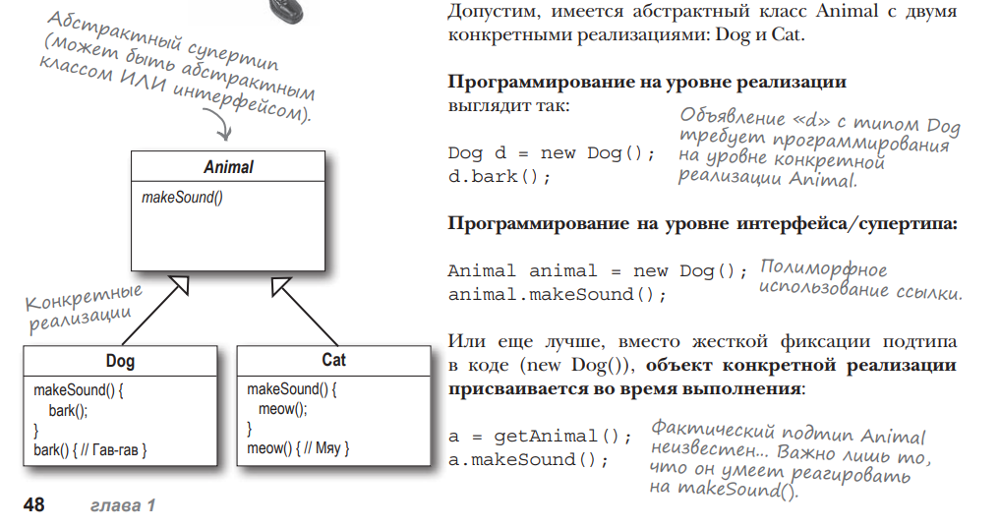 Абстрактный супертип
(может быть абстрактным
классом ИЛИ интерфейсом).
Animal
makeSound()
Конкретные
реализации
Dog
makeSound() {
bark();
}
bark() { // Гав-гав }
Cat
makeSound() {
meow();
}
meow() { // Мяу }
Допустим, имеется абстрактный класс Animal с двумя
конкретными реализациями: Dog и Cat.
Программирование на уровне реализации
выглядит так:
Dog d = new Dog();
d.bark();
Объявление «d» с типом Dog
требует программирования
на уровне конкретной
реализации Animal.
Программирование на уровне интерфейса/супертипа:
Animal animal = new Dog();
animal.makeSound();
Полиморфное
использование ссылки.
Или еще лучше, вместо жесткой фиксации подтипа
в коде (new Dog()), объект конкретной реализации
присваивается во время выполнения:
a = getAnimal();
a.makeSound();
Фактический подтип Animal
неизвестен... Важно лишь то,
что он умеет реагировать
на makeSound().
48 глава 1